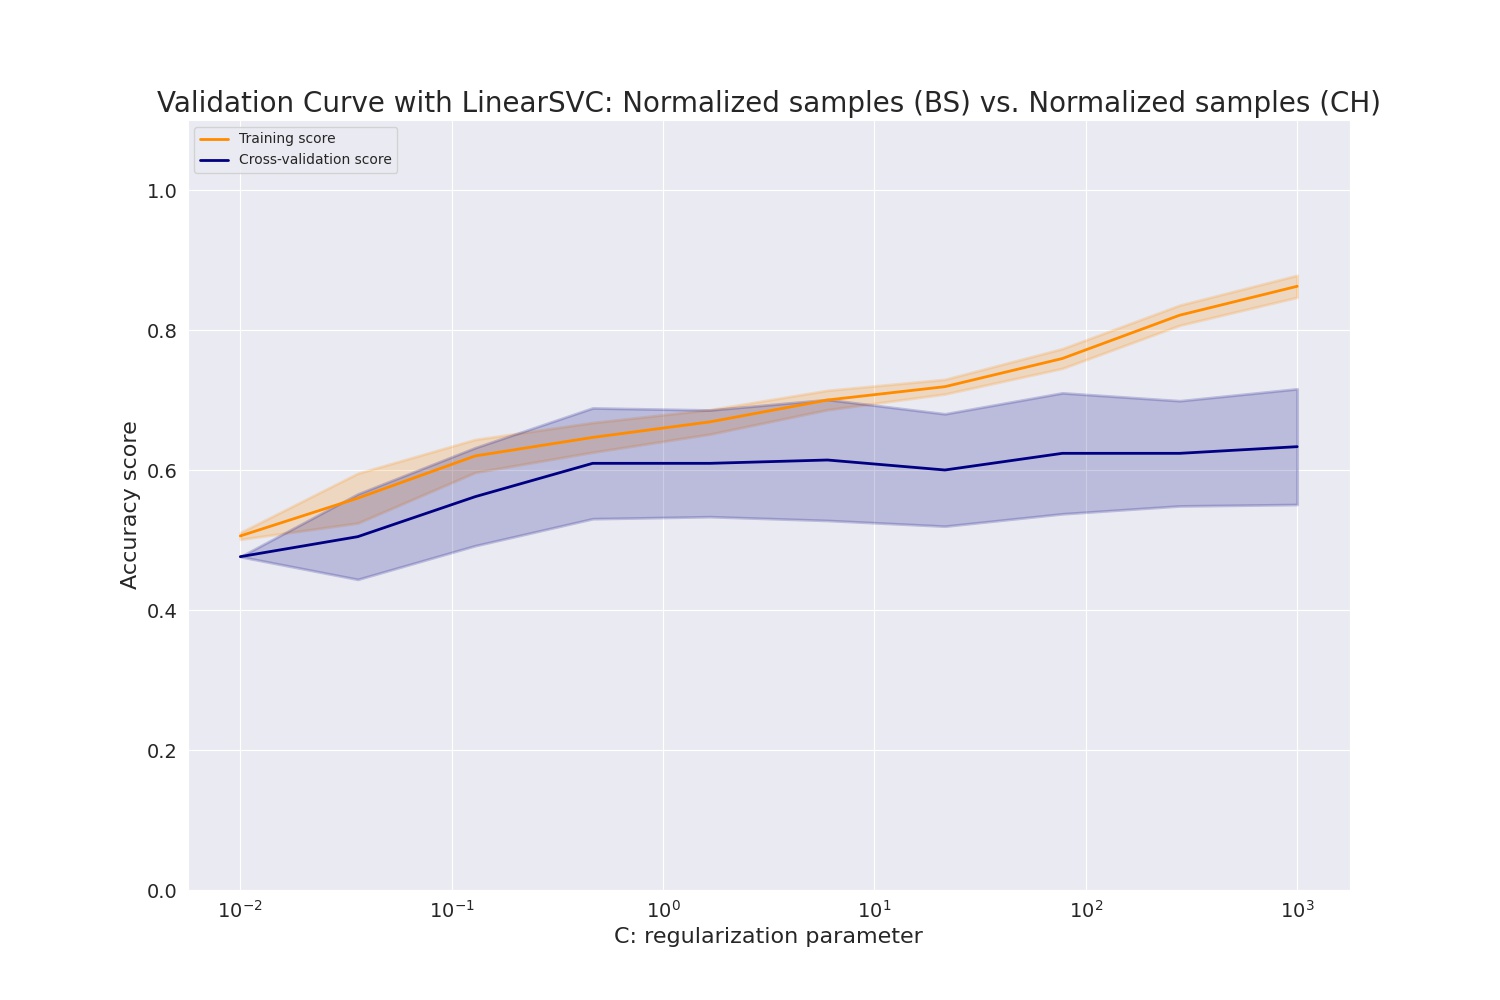 Validation Curve with LinearSVC: Normalized samples (BS) vs. Normalized samples (CH)
Training score
Cross-validation score
Accuracy score
1.0
0.8
0.6
0.4
0.2
0.0
10⁻² 10⁻¹ 10⁰ 10¹ 10² 10³
C: regularization parameter